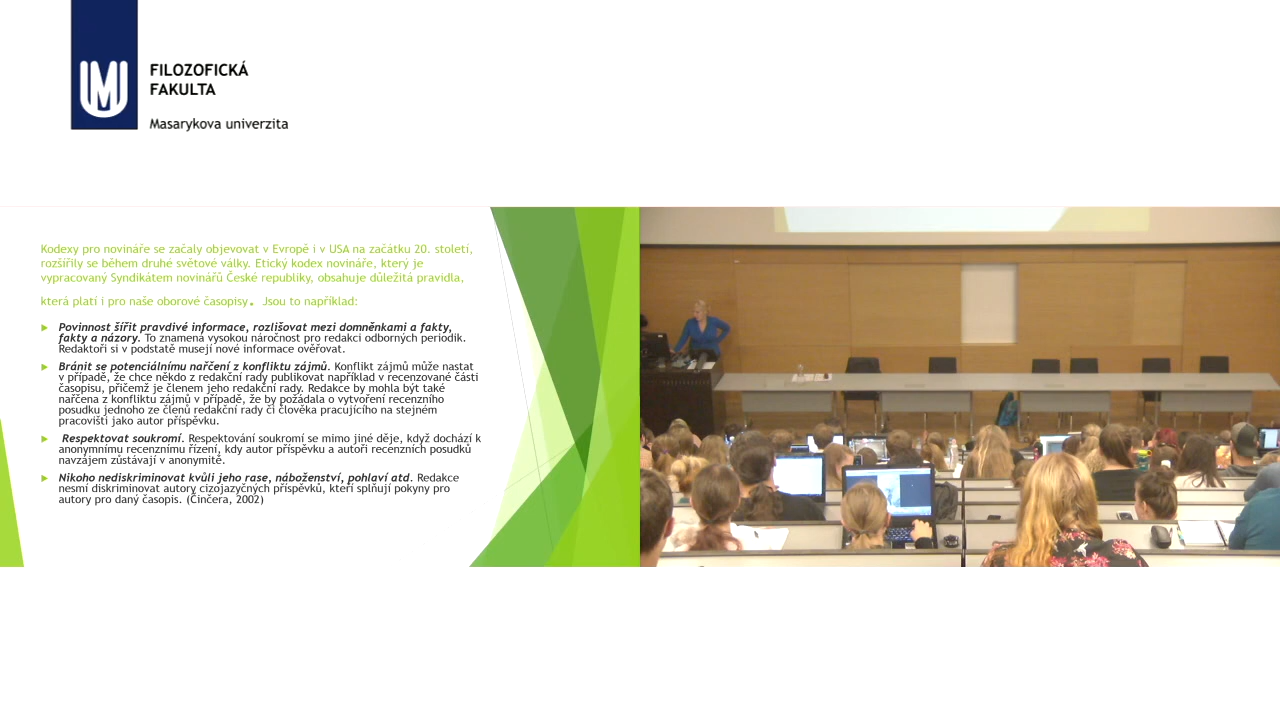 FILOZOFICKÁ
FAKULTA
Masarykova univerzita
Kodexy pro novináře se začaly objevovat v Evropě i v USA na začátku 20. století,
rozšířily se během druhé světové války. Etický kodex novináře, který je
vypracovaný Syndikátem novinářů České republiky, obsahuje důležitá pravidla,
která platí i pro naše oborové časopisy. Jsou to například:
Povinnost šířit pravdivé informace, rozlišovat mezi domněnkami a fakty,
fakty a názory. To znamená vysokou náročnost pro redakci odborných periodik.
Redaktoři si v podstatě musejí nové informace ověřovat.
Bránit se potenciálnímu nařčení z konfliktu zájmů. Konflikt zájmů může nastat
v případě, že chce někdo z redakční rady publikovat například v recenzované části
časopisu, přičemž je členem jeho redakční rady. Redakce by mohla být také
nařčena z konfliktu zájmů v případě, že by požádala o vytvoření recenzního
posudku jednoho ze členů redakční rady či člověka pracujícího na stejném
pracovišti jako autor příspěvku.
Respektovat soukromí. Respektování soukromí se mimo jiné děje, když dochází k
anonymnímu recenznímu řízení, kdy autor příspěvku a autoři recenzních posudků
navzájem zůstávají v anonymitě.
Nikoho nediskriminovat kvůli jeho rase, náboženství, pohlaví atd. Redakce
nesmí diskriminovat autory cizojazyčných příspěvků, kteří splňují pokyny pro
autory pro daný časopis. (Činčera, 2002)